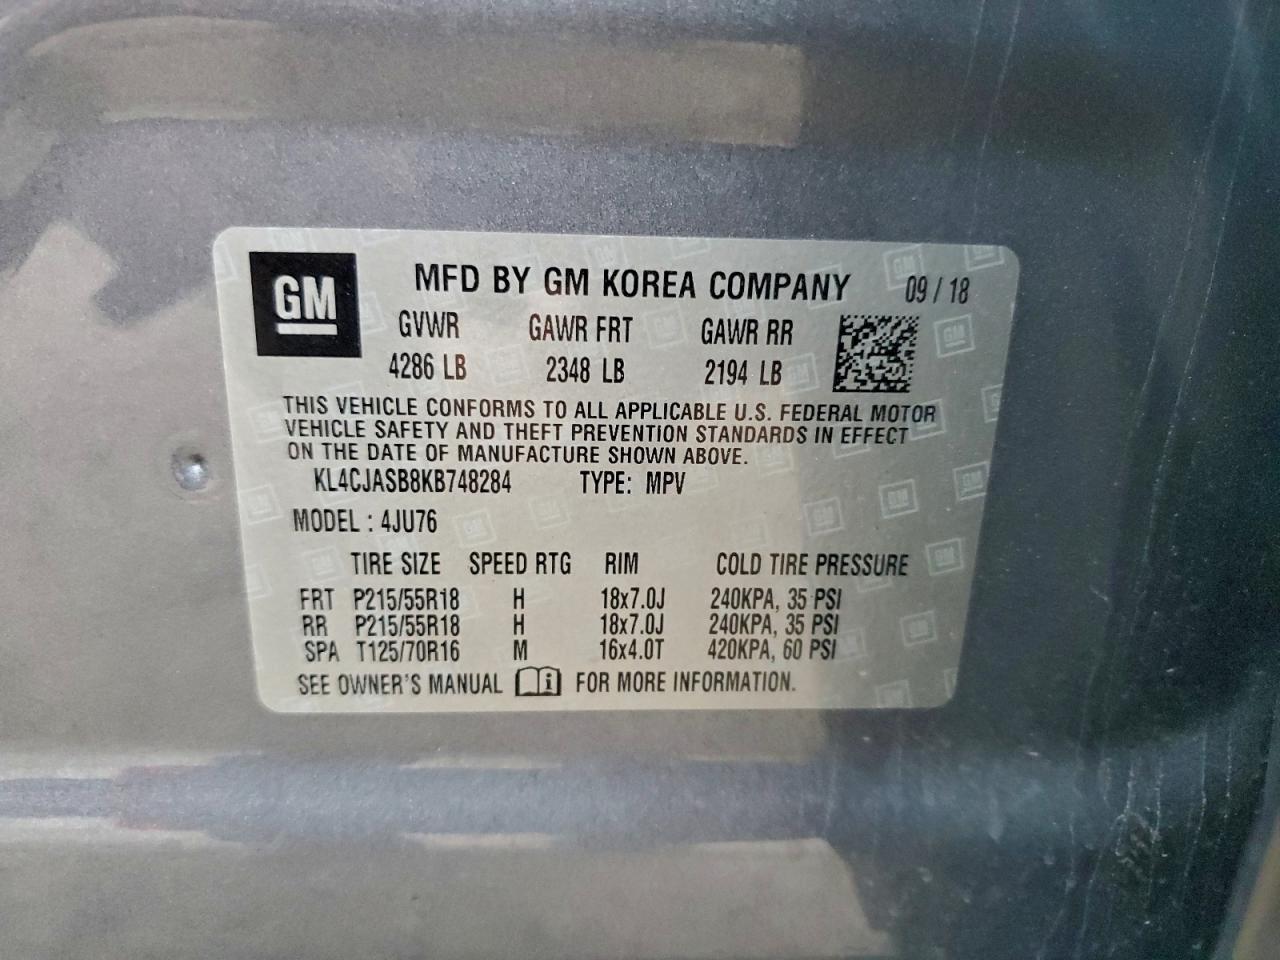 GM
MFD BY GM KOREA COMPANY 09 / 18
GVWR GAWR FRT GAWR RR
4286 LB 2348 LB 2194 LB
THIS VEHICLE CONFORMS TO ALL APPLICABLE U.S. FEDERAL MOTOR
VEHICLE SAFETY AND THEFT PREVENTION STANDARDS IN EFFECT
ON THE DATE OF MANUFACTURE SHOWN ABOVE.
KL4CJASB8KB748284 TYPE: MPV
MODEL : 4JU76
TIRE SIZE SPEED RTG RIM COLD TIRE PRESSURE
FRT P215/55R18 H 18x7.0J 240KPA, 35 PSI
RR P215/55R18 H 18x7.0J 240KPA, 35 PSI
SPA T125/70R16 M 16x4.0T 420KPA, 60 PSI
SEE OWNER'S MANUAL i FOR MORE INFORMATION.